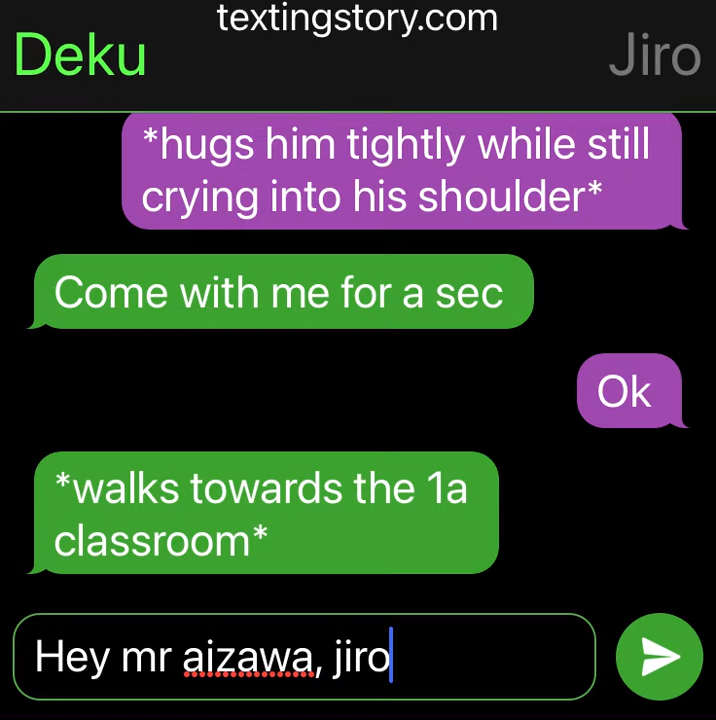 textingstory.com
Deku
Jiro
*hugs him tightly while still
crying into his shoulder*
Come with me for a sec
Ok
*walks towards the 1a
classroom*
Hey mr aizawa, jiro